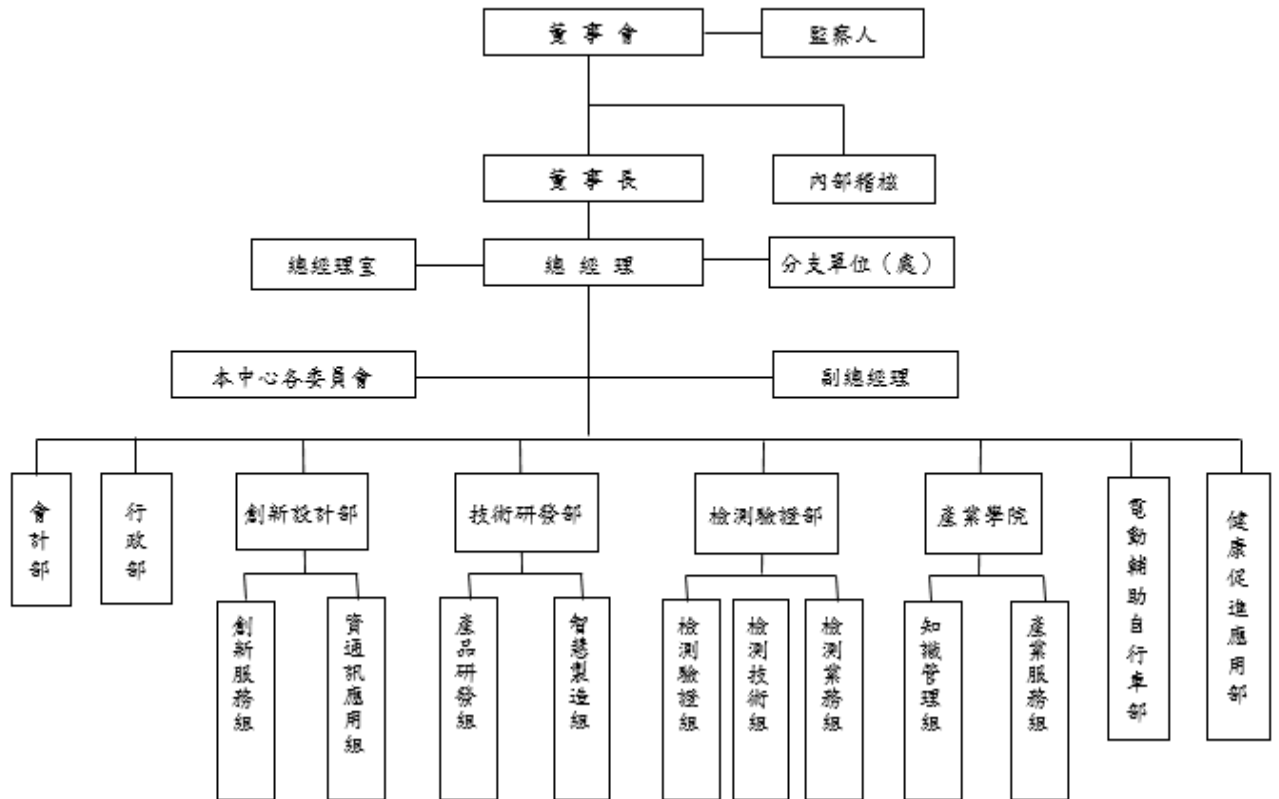 董 事 會
監察人
董 事 長
內部稽核
總經理室
總 經 理
分支單位（處）
本中心各委員會
副總經理
會計部
行政部
創新設計部
技術研發部
檢測驗證部
產業學院
電動輔助自行車部
健康促進應用部
創新服務組
資通訊應用組
產品研發組
智慧製造組
檢測驗證組
檢測技術組
檢測業務組
知識管理組
產業服務組